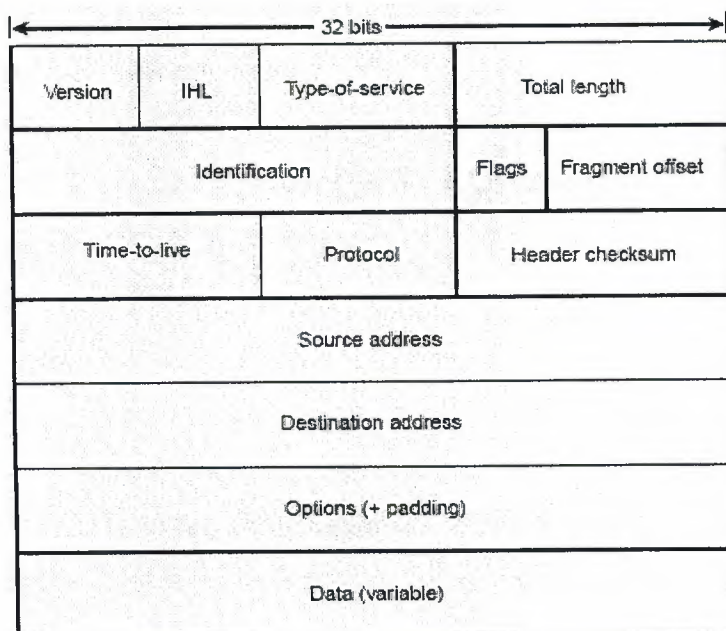 32 bits
Version IHL Type-of-service Total length
Identification Flags Fragment offset
Time-to-live Protocol Header checksum
Source address
Destination address
Options (+ padding)
Data (variable)